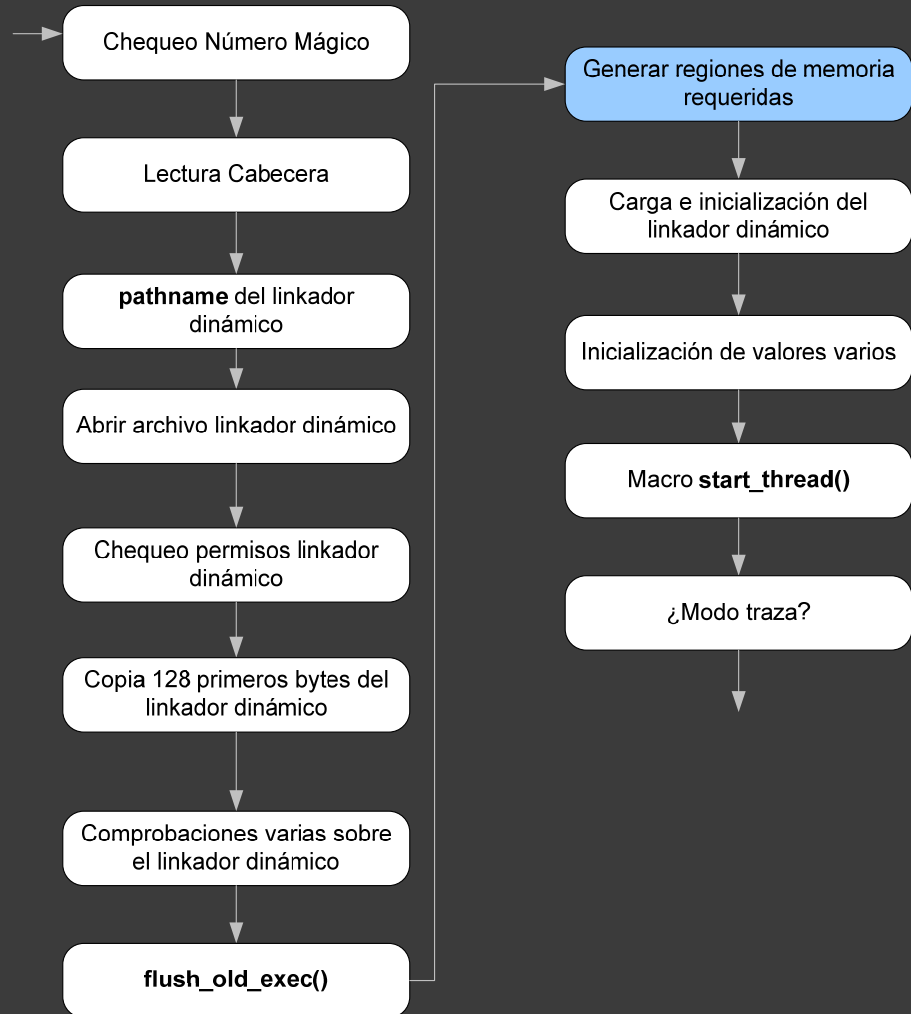 Chequeo Número Mágico
Lectura Cabecera
pathname del linkador
dinámico
Abrir archivo linkador dinámico
Chequeo permisos linkador
dinámico
Copia 128 primeros bytes del
linkador dinámico
Comprobaciones varias sobre
el linkador dinámico
flush_old_exec()
Generar regiones de memoria
requeridas
Carga e inicialización del
linkador dinámico
Inicialización de valores varios
Macro start_thread()
¿Modo traza?